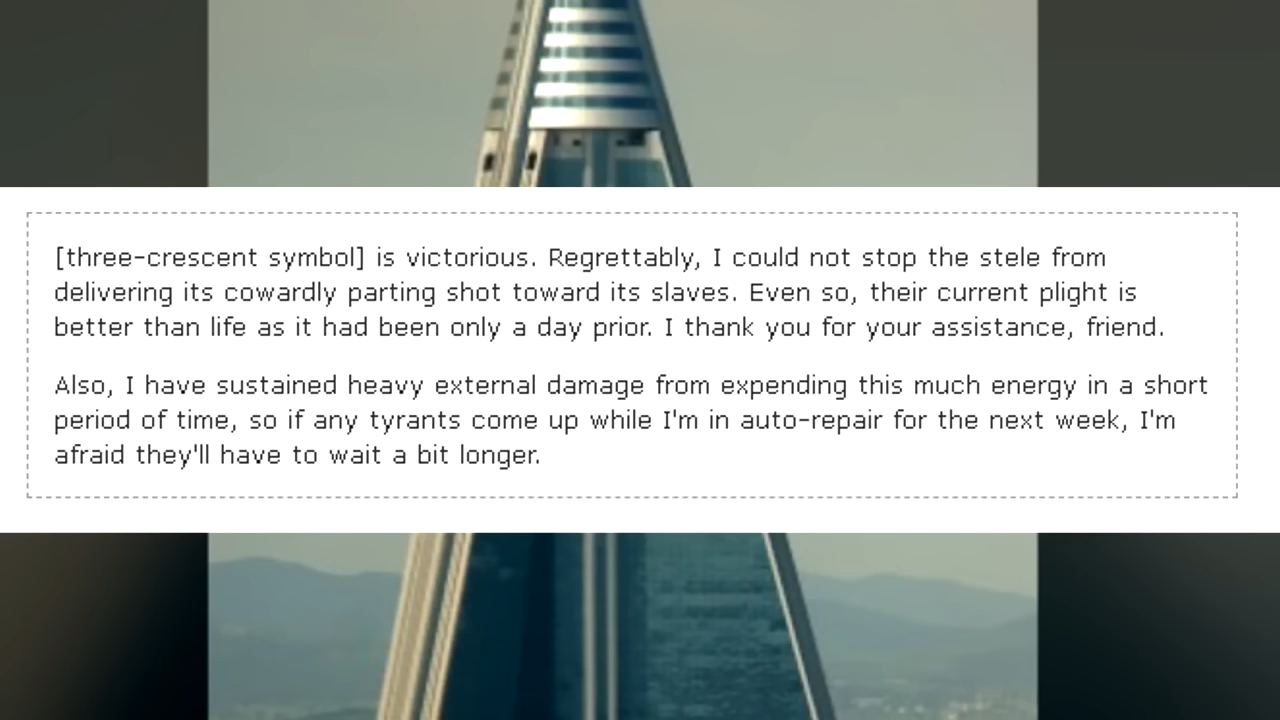 [three-crescent symbol] is victorious. Regrettably, I could not stop the stele from
delivering its cowardly parting shot toward its slaves. Even so, their current plight is
better than life as it had been only a day prior. I thank you for your assistance, friend.
Also, I have sustained heavy external damage from expending this much energy in a short
period of time, so if any tyrants come up while I'm in auto-repair for the next week, I'm
afraid they'll have to wait a bit longer.